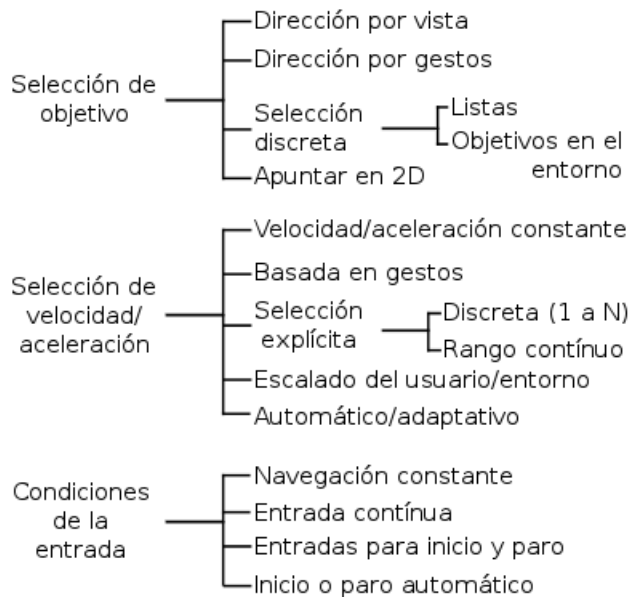 Selección de
objetivo
Dirección por vista
Dirección por gestos
Selección
discreta
Listas
Objetivos en el
entorno
Apuntar en 2D
Selección de
velocidad/
aceleración
Velocidad/aceleración constante
Basada en gestos
Selección
explícita
Discreta (1 a N)
Rango contínuo
Escalado del usuario/entorno
Automático/adaptativo
Condiciones
de la
entrada
Navegación constante
Entrada contínua
Entradas para inicio y paro
Inicio o paro automático